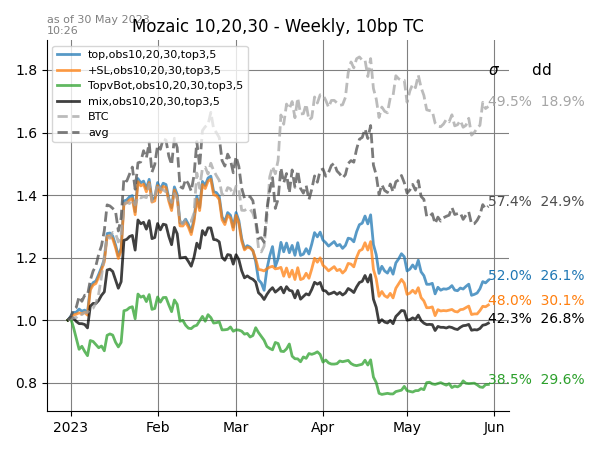 as of 30 May 2023
10:26
Mozaic 10,20,30 - Weekly, 10bp TC
top,obs10,20,30,top3,5
+SL,obs10,20,30,top3,5
TopvBot,obs10,20,30,top3,5
mix,obs10,20,30,top3,5
BTC
avg
σ dd
49.5% 18.9%
57.4% 24.9%
52.0% 26.1%
48.0% 30.1%
42.3% 26.8%
38.5% 29.6%
1.8
1.6
1.4
1.2
1.0
0.8
2023 Feb Mar Apr May Jun